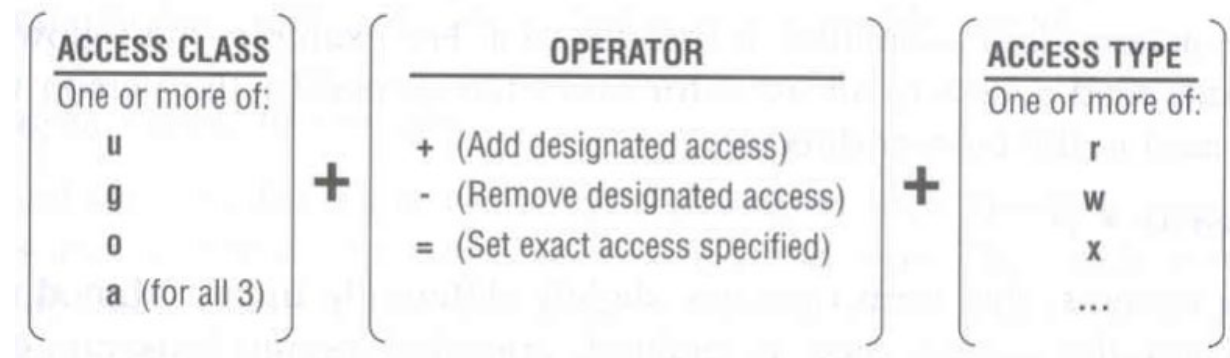 ACCESS CLASS
One or more of:
u
g
o
a (for all 3)
+
OPERATOR
+ (Add designated access)
- (Remove designated access)
= (Set exact access specified)
+
ACCESS TYPE
One or more of:
r
w
x
...